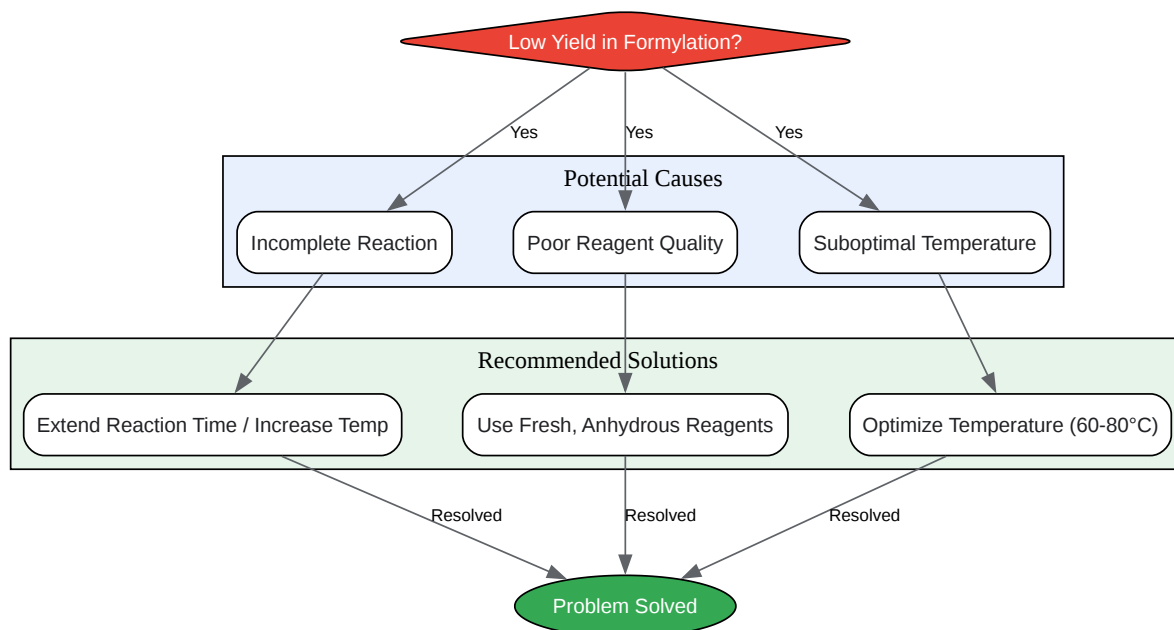 Low Yield in Formylation?
Yes
Yes
Yes
Potential Causes
Incomplete Reaction
Poor Reagent Quality
Suboptimal Temperature
Recommended Solutions
Extend Reaction Time / Increase Temp
Use Fresh, Anhydrous Reagents
Optimize Temperature (60-80°C)
Resolved
Resolved
Resolved
Problem Solved